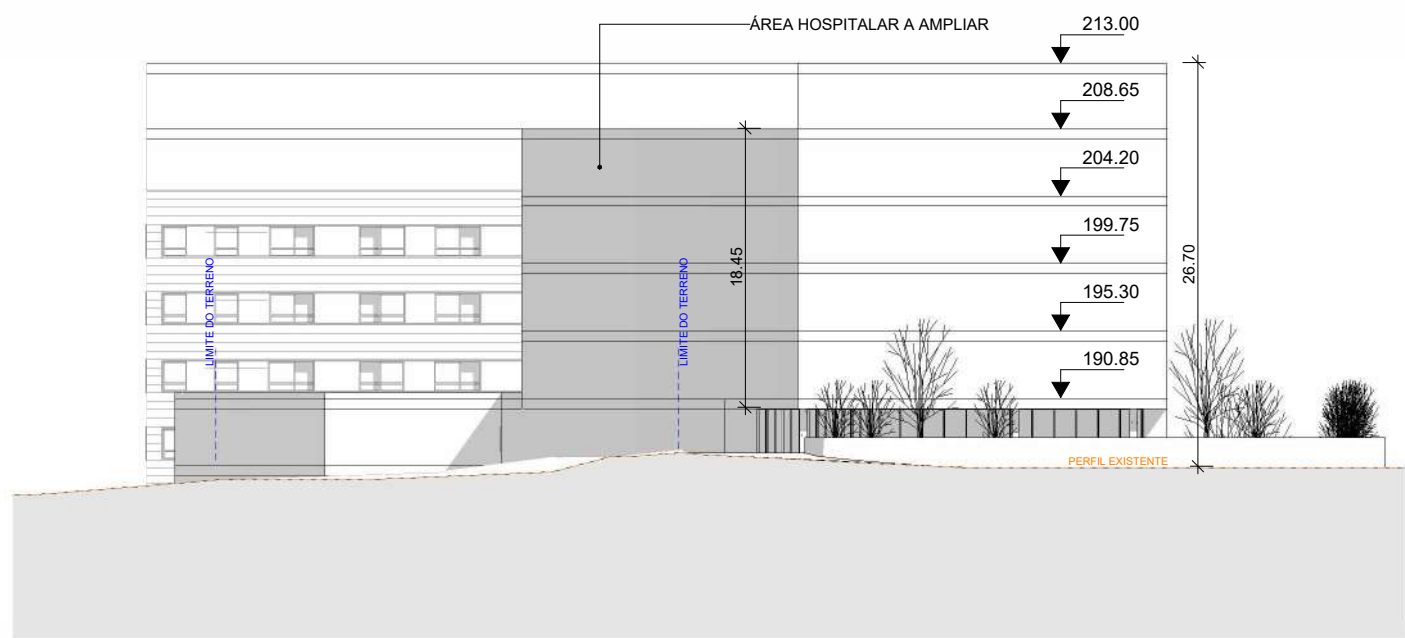 ÁREA HOSPITALAR A AMPLIAR
213.00
208.65
204.20
199.75
195.30
190.85
18.45
26.70
LIMITE DO TERRENO
LIMITE DO TERRENO
PERFIL EXISTENTE